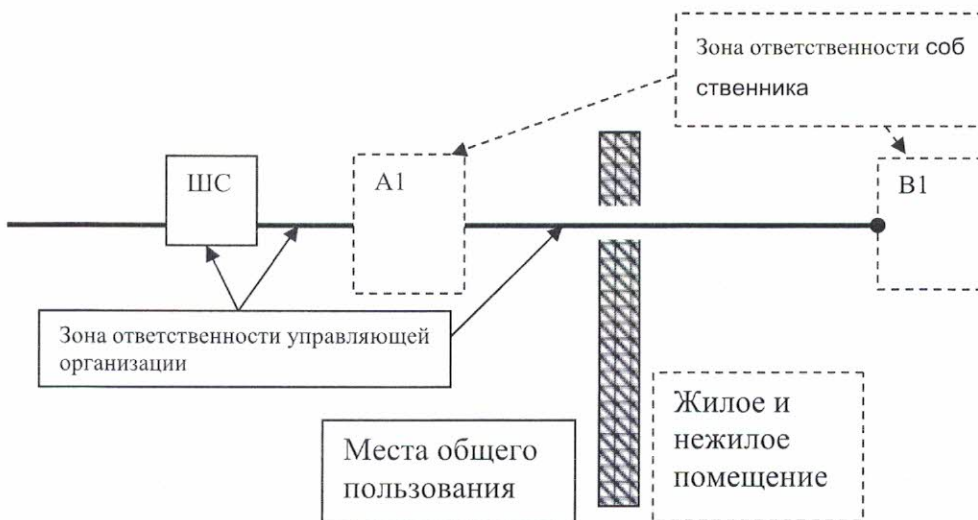 Зона ответственности соб
ственника
ШС
А1
В1
Зона ответственности управляющей
организации
Места общего
пользования
Жилое и
нежилое
помещение